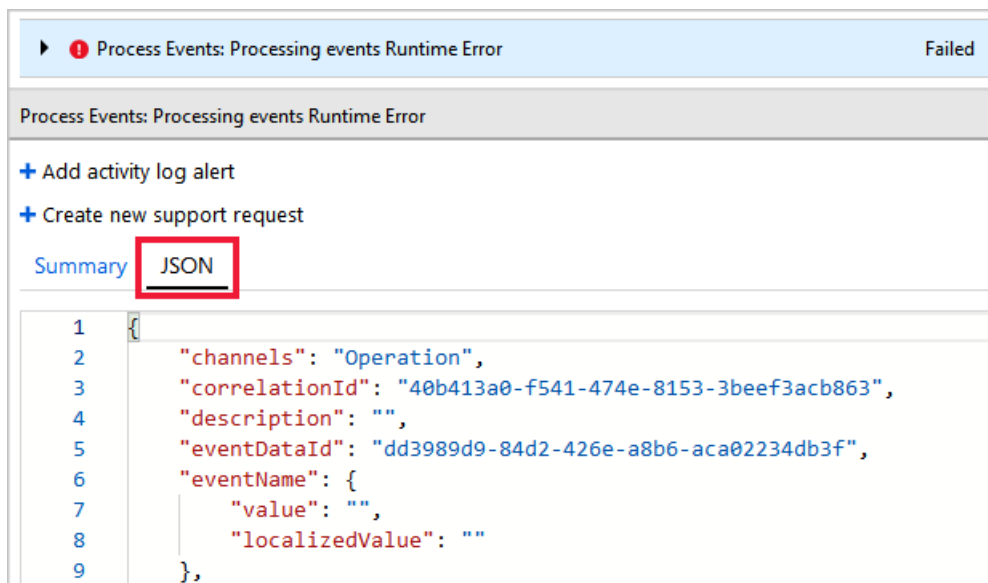 Process Events: Processing events Runtime Error Failed
Process Events: Processing events Runtime Error
+ Add activity log alert
+ Create new support request
Summary JSON
1 {
2 "channels": "Operation",
3 "correlationId": "40b413a0-f541-474e-8153-3beef3acb863",
4 "description": "",
5 "eventDataId": "dd3989d9-84d2-426e-a8b6-aca02234db3f",
6 "eventName": {
7 "value": "",
8 "localizedValue": ""
9 },